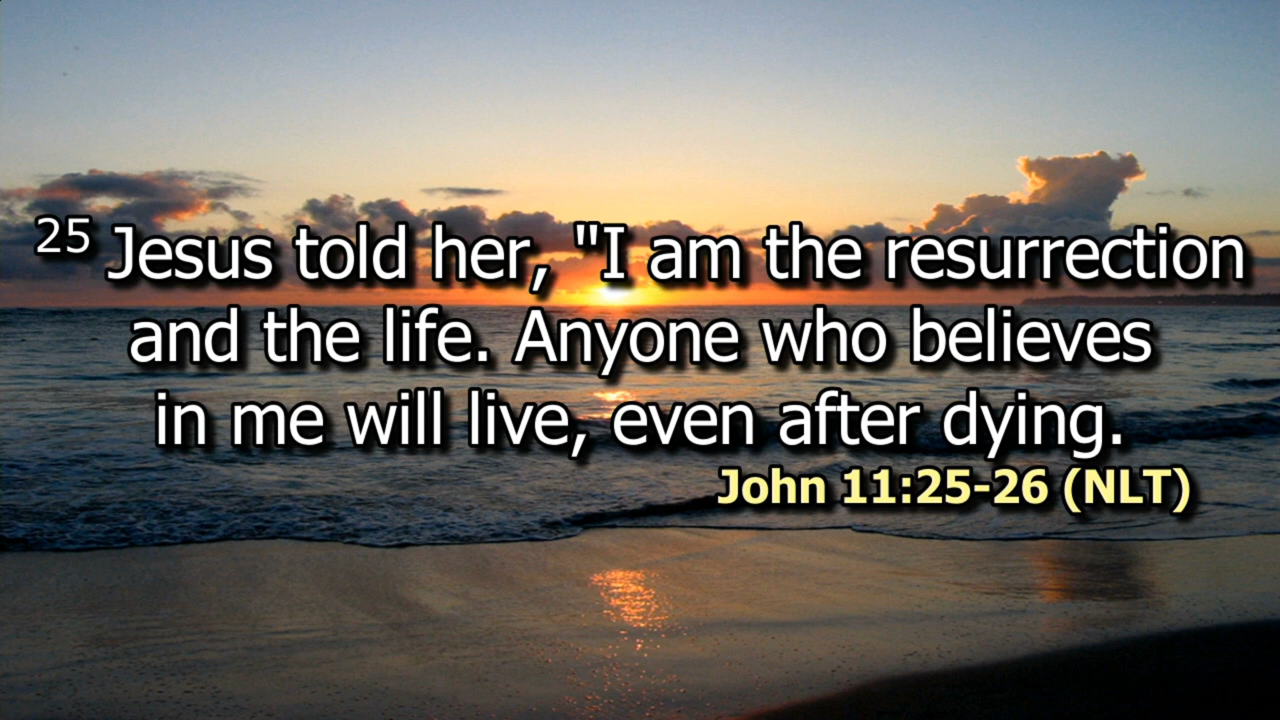 25 Jesus told her, "I am the resurrection
and the life. Anyone who believes
in me will live, even after dying.
John 11:25-26 (NLT)